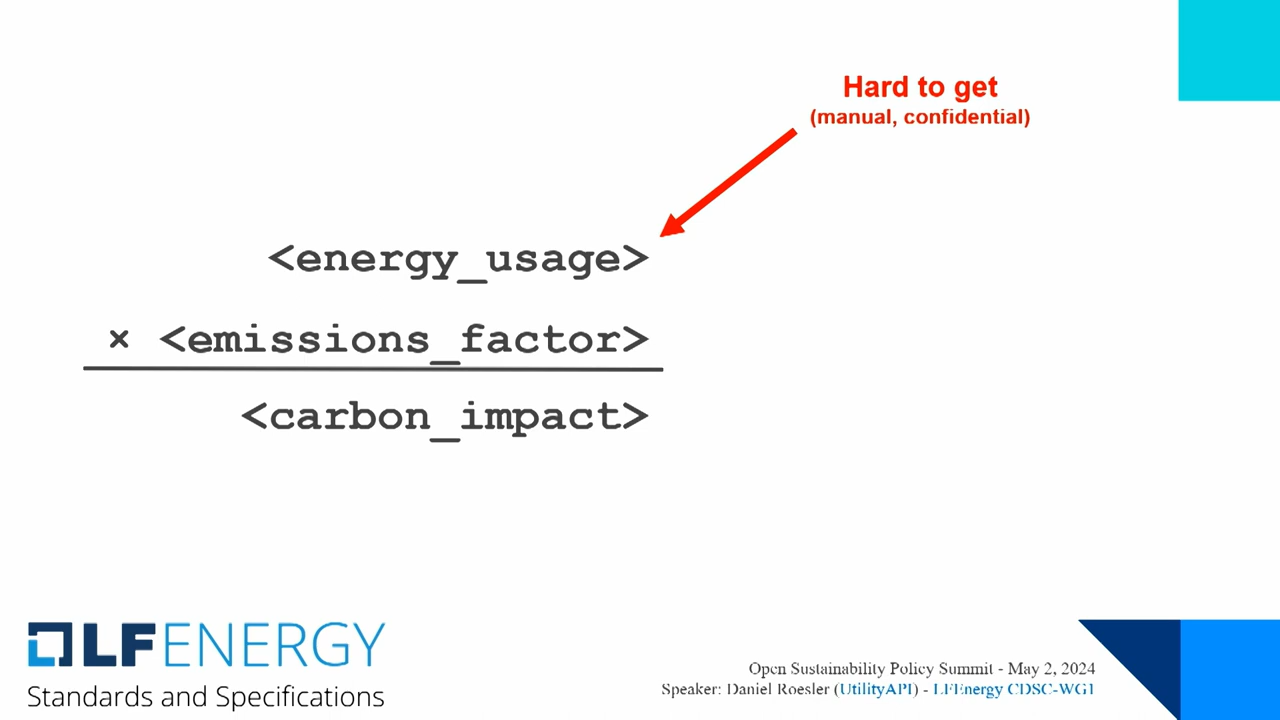 Hard to get
(manual, confidential)
<energy_usage>
× <emissions_factor>
<carbon_impact>
LFENERGY
Standards and Specifications
Open Sustainability Policy Summit - May 2, 2024
Speaker: Daniel Roesler (UtilityAPI) - LFEnergy CDSC-WG1